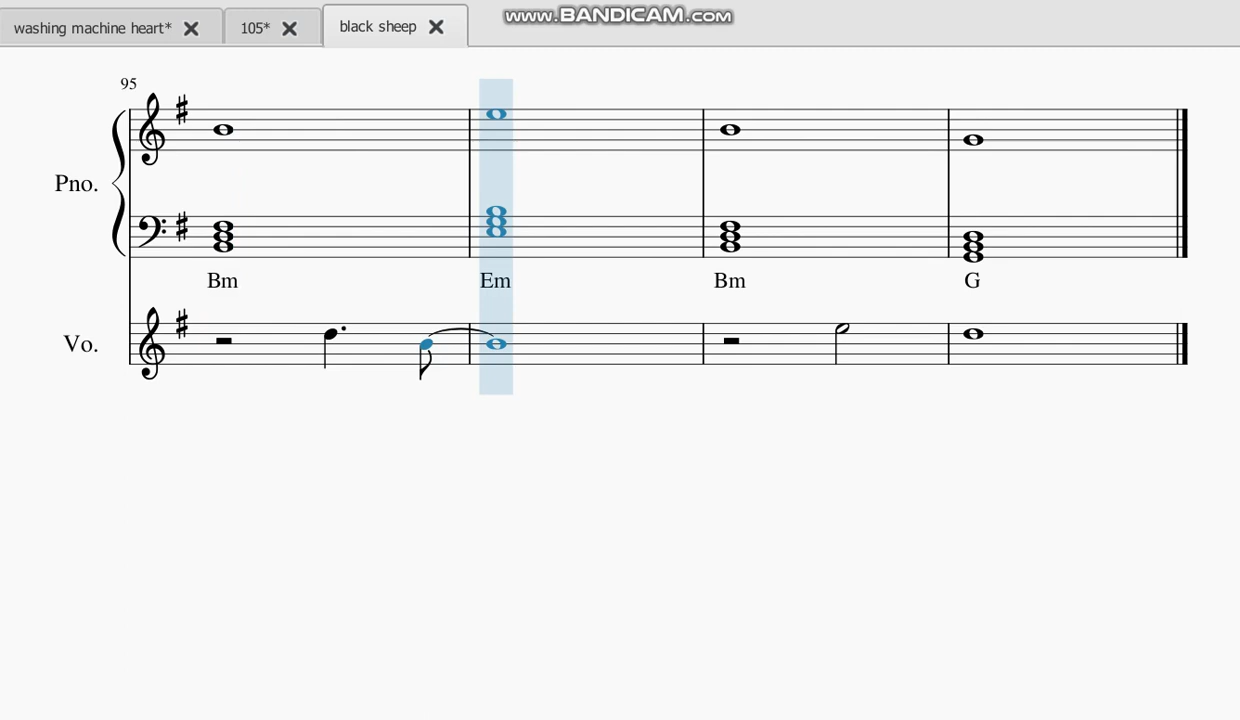 www.BANDICAM.com
washing machine heart*
105*
black sheep
95
Pno.
Bm Em Bm G
Vo.